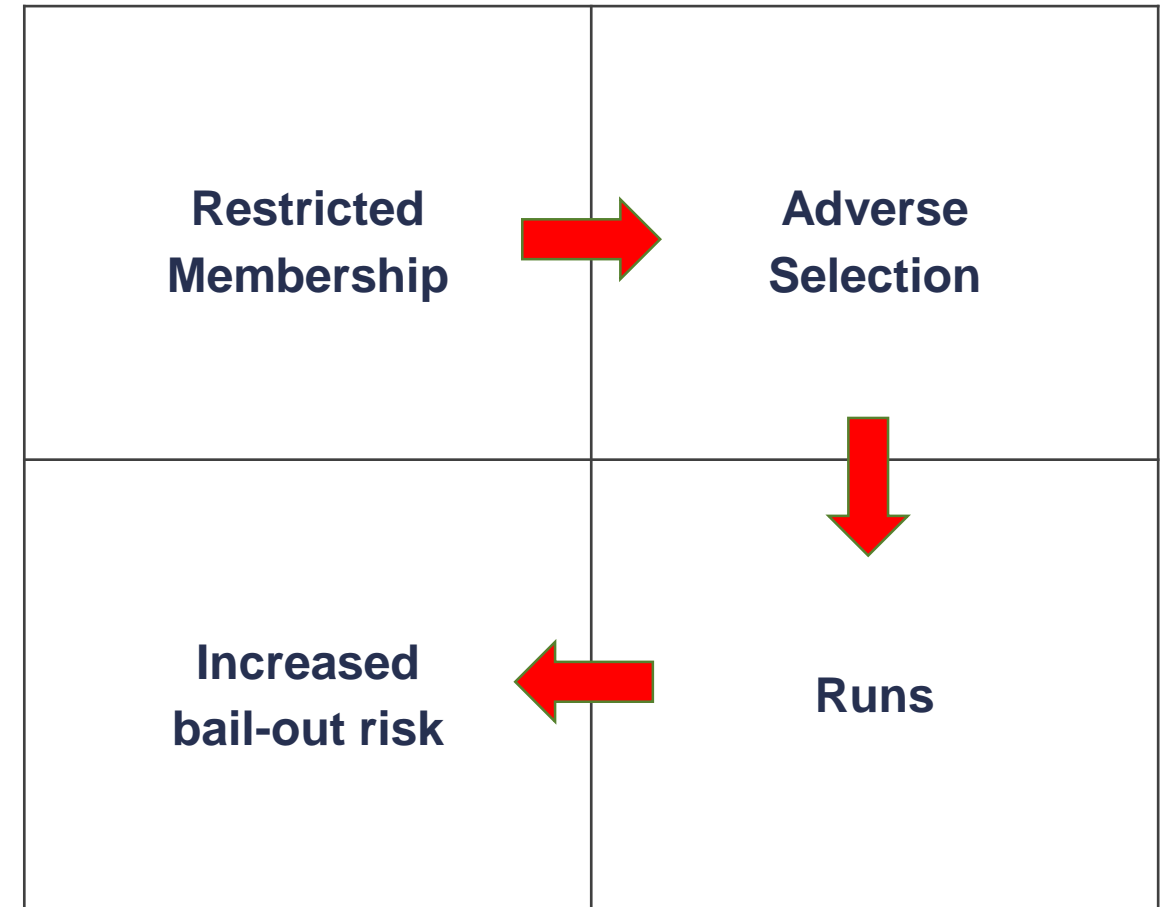 Restricted
Membership
Adverse
Selection
Increased
bail-out risk
Runs